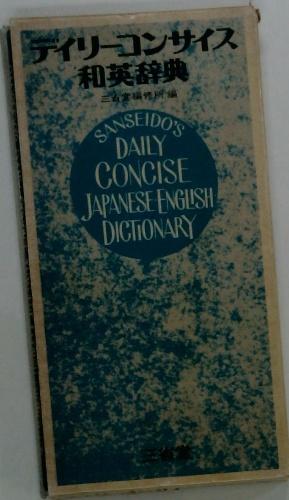 デイリーコンサイス
和英辞典
三省堂編修所 編
SANSEIDO'S
DAILY
CONCISE
JAPANESE-ENGLISH
DICTIONARY
三省堂